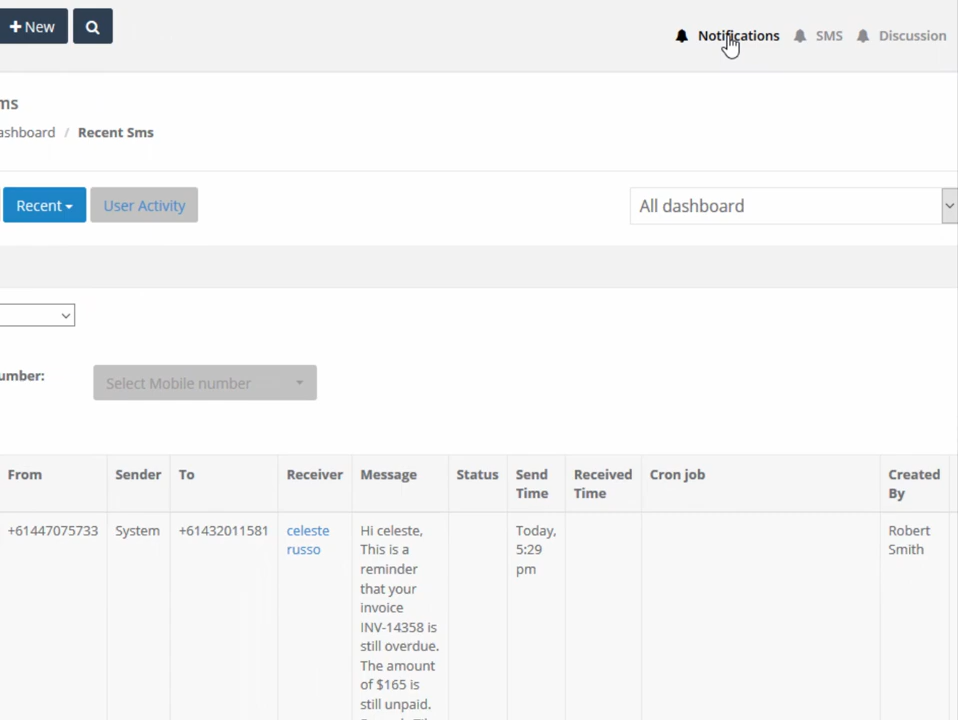 New
Notifications SMS Discussion
ms
ashboard / Recent Sms
Recent User Activity All dashboard
umber: Select Mobile number
From Sender To Receiver Message Status Send Time Received Time Cron job Created By
+61447075733 System +61432011581 celeste russo
Hi celeste,
This is a
reminder
that your
invoice
INV-14358 is
still overdue.
The amount
of $165 is
still unpaid.
Today,
5:29
pm
Robert
Smith